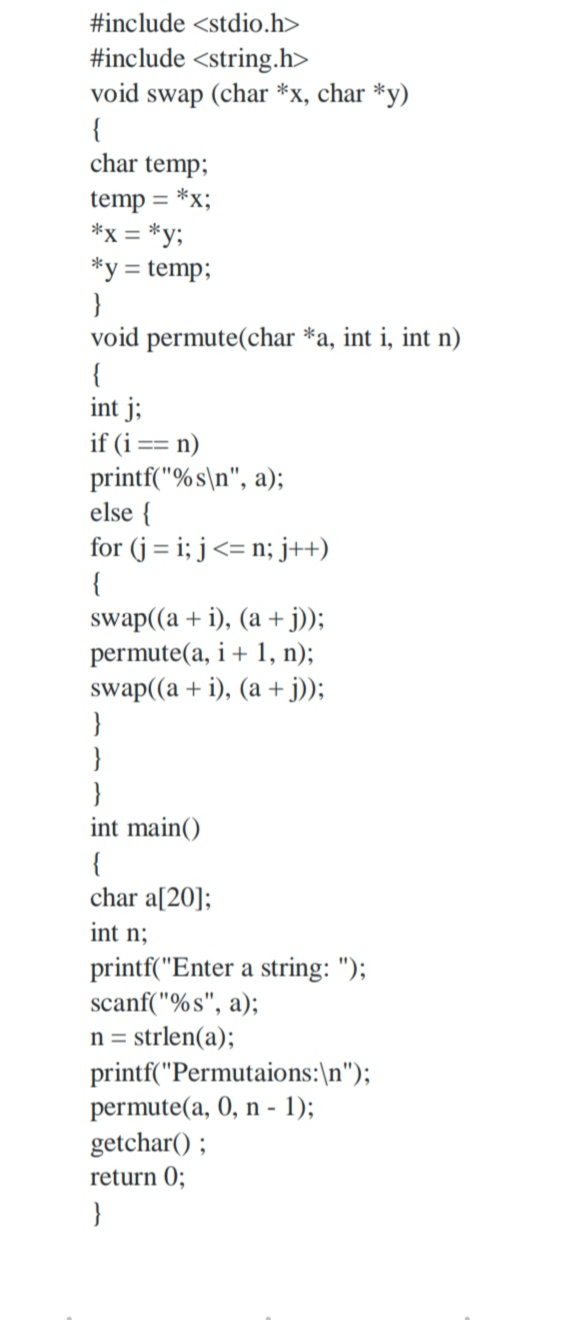 #include <stdio.h>
#include <string.h>
void swap (char *x, char *y)
{
char temp;
temp = *x;
*x = *y;
*y = temp;
}
void permute(char *a, int i, int n)
{
int j;
if (i == n)
printf("%s\n", a);
else {
for (j = i; j <= n; j++)
{
swap((a + i), (a + j));
permute(a, i + 1, n);
swap((a + i), (a + j));
}
}
}
int main()
{
char a[20];
int n;
printf("Enter a string: ");
scanf("%s", a);
n = strlen(a);
printf("Permutaions:\n");
permute(a, 0, n - 1);
getchar() ;
return 0;
}